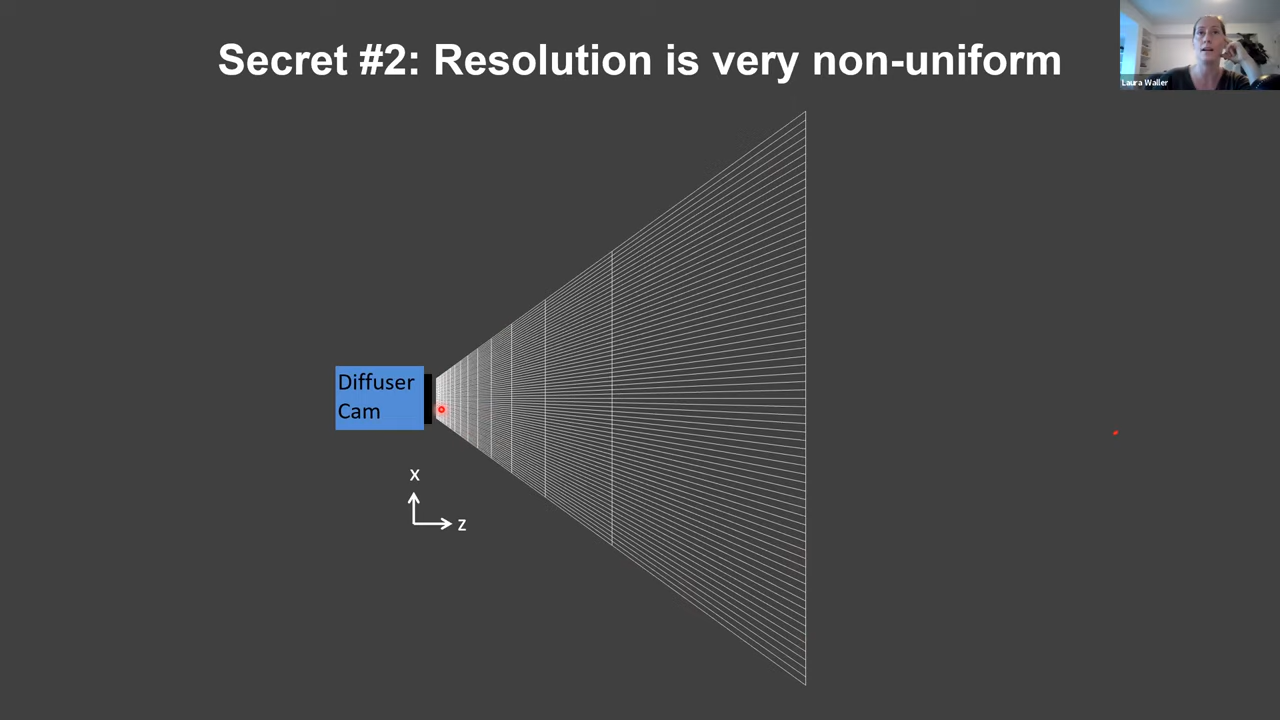 Secret #2: Resolution is very non-uniform
Laura Waller
Diffuser
Cam
x
z